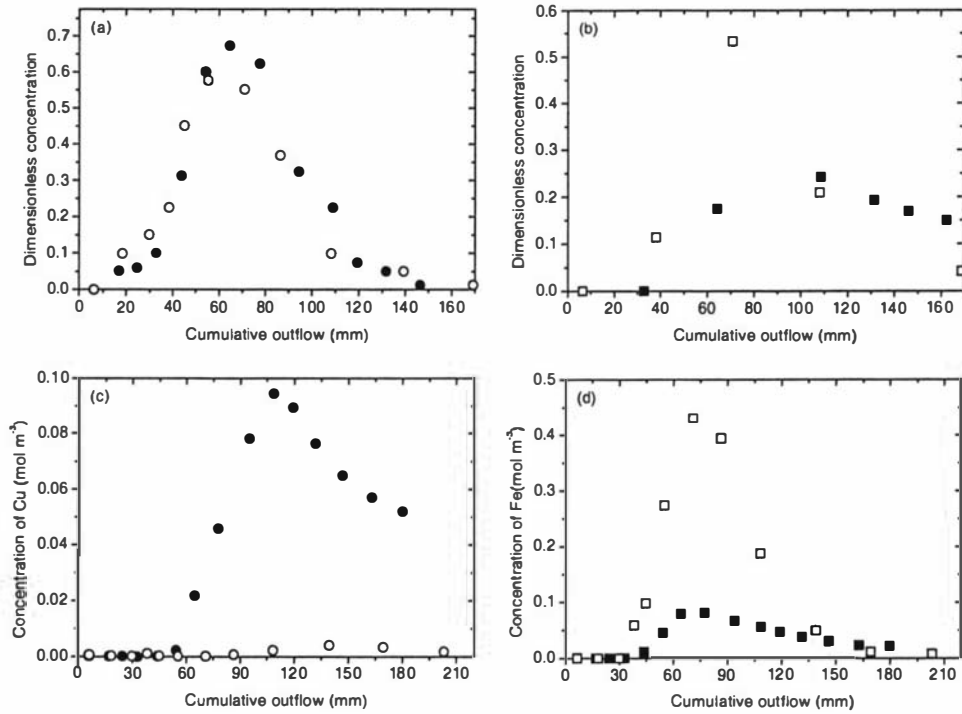 (a)
Dimensionless concentration
0.7
0.6
0.5
0.4
0.3
0.2
0.1
0.0
0 20 40 60 80 100 120 140 160
Cumulative outflow (mm)
(b)
Dimensionless concentration
0.6
0.5
0.4
0.3
0.2
0.1
0.0
0 20 40 60 80 100 120 140 160
Cumulative outflow (mm)
(c)
Concentration of Cu (mol m⁻³)
0.10
0.08
0.06
0.04
0.02
0.00
0 30 60 90 120 150 180 210
Cumulative outflow (mm)
(d)
Concentration of Fe(mol m⁻³)
0.5
0.4
0.3
0.2
0.1
0.0
0 30 60 90 120 150 180 210
Cumulative outflow (mm)